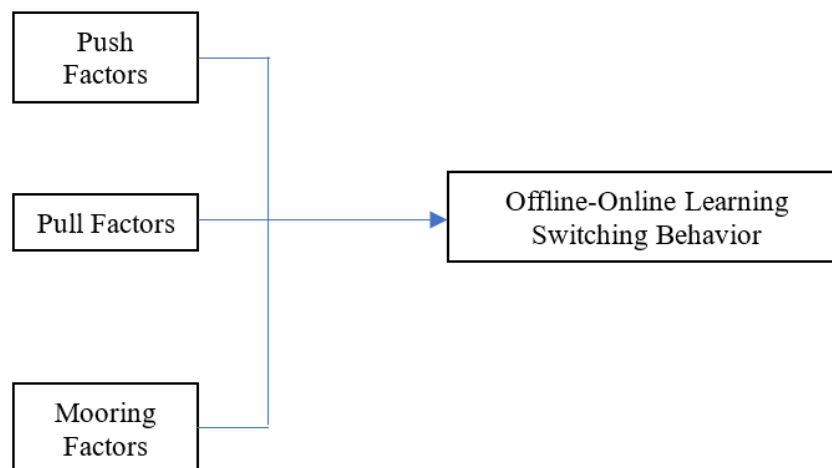 Push
Factors
Pull Factors
Offline-Online Learning
Switching Behavior
Mooring
Factors